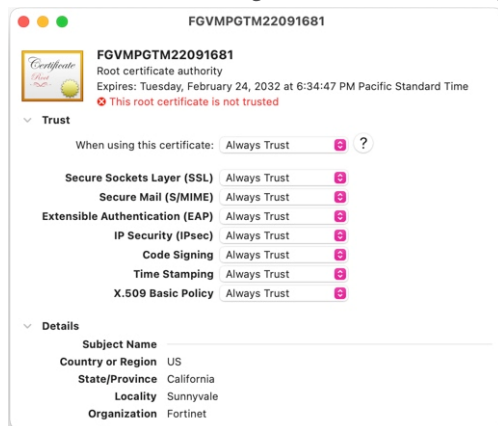 FGVMPGTM22091681
Certificate
Root
FGVMPGTM22091681
Root certificate authority
Expires: Tuesday, February 24, 2032 at 6:34:47 PM Pacific Standard Time
This root certificate is not trusted
Trust
When using this certificate: Always Trust ?
Secure Sockets Layer (SSL) Always Trust
Secure Mail (S/MIME) Always Trust
Extensible Authentication (EAP) Always Trust
IP Security (IPsec) Always Trust
Code Signing Always Trust
Time Stamping Always Trust
X.509 Basic Policy Always Trust
Details
Subject Name
Country or Region US
State/Province California
Locality Sunnyvale
Organization Fortinet